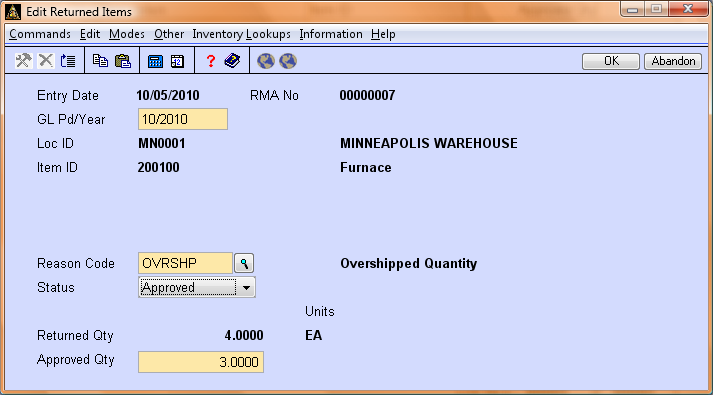 Edit Returned Items
Commands Edit Modes Other Inventory Lookups Information Help
OK Abandon
Entry Date 10/05/2010 RMA No 00000007
GL Pd/Year 10/2010
Loc ID MN0001 MINNEAPOLIS WAREHOUSE
Item ID 200100 Furnace
Reason Code OVRSHP Overshipped Quantity
Status Approved
Units
Returned Qty 4.0000 EA
Approved Qty 3.0000